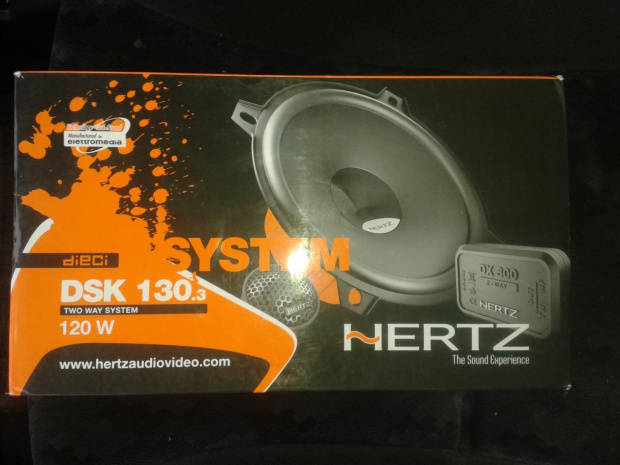 Manufactured by
elettromedia
dieci
SYSTEM
DSK 130.3
TWO WAY SYSTEM
120 W
www.hertzaudiovideo.com
HERTZ
HERTZ
DX 300
2-WAY
HERTZ
HERTZ
The Sound Experience